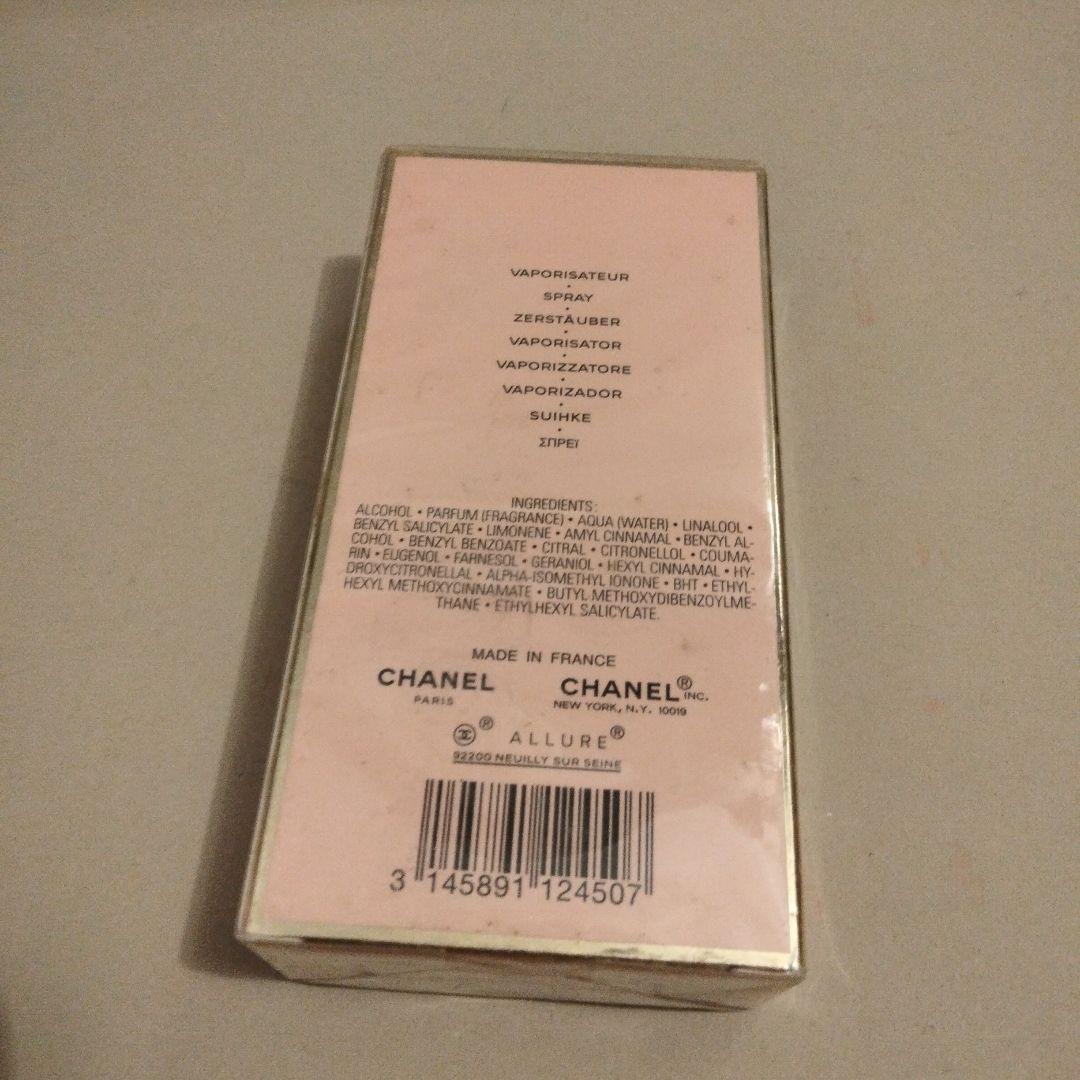 VAPORISATEUR
•
SPRAY
•
ZERSTÄUBER
•
VAPORISATOR
•
VAPORIZZATORE
•
VAPORIZADOR
•
SUIHKE
•
ΣΠΡΕΪ
INGREDIENTS:
ALCOHOL • PARFUM (FRAGRANCE) • AQUA (WATER) • LINALOOL •
BENZYL SALICYLATE • LIMONENE • AMYL CINNAMAL • BENZYL AL-
COHOL • BENZYL BENZOATE • CITRAL • CITRONELLOL • COUMA-
RIN • EUGENOL • FARNESOL • GERANIOL • HEXYL CINNAMAL • HY-
DROXYCITRONELLAL • ALPHA-ISOMETHYL IONONE • BHT • ETHYL-
HEXYL METHOXYCINNAMATE • BUTYL METHOXYDIBENZOYLME-
THANE • ETHYLHEXYL SALICYLATE.
MADE IN FRANCE
CHANEL
PARIS
CHANEL® INC.
NEW YORK, N.Y. 10019
® ALLURE®
92200 NEUILLY SUR SEINE
3 145891 124507